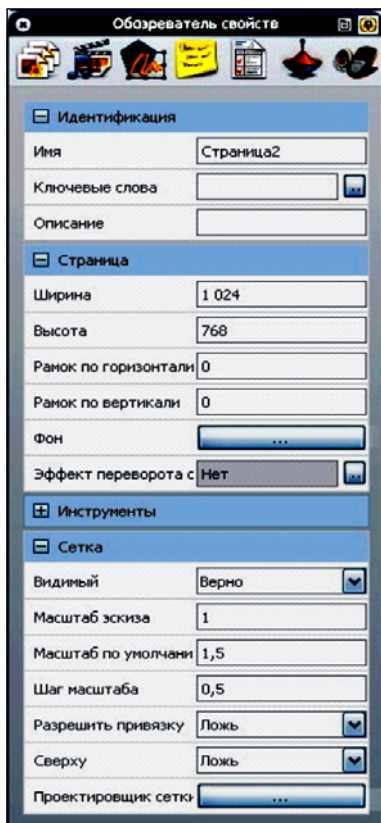 Обозреватель свойств
Идентификация
Имя Страница2
Ключевые слова ..
Описание
Страница
Ширина 1 024
Высота 768
Рамок по горизонтали 0
Рамок по вертикали 0
Фон ...
Эффект переворота с Нет ..
Инструменты
Сетка
Видимый Верно
Масштаб эскиза 1
Масштаб по умолчани 1,5
Шаг масштаба 0,5
Разрешить привязку Ложь
Сверху Ложь
Проектировщик сетки ...